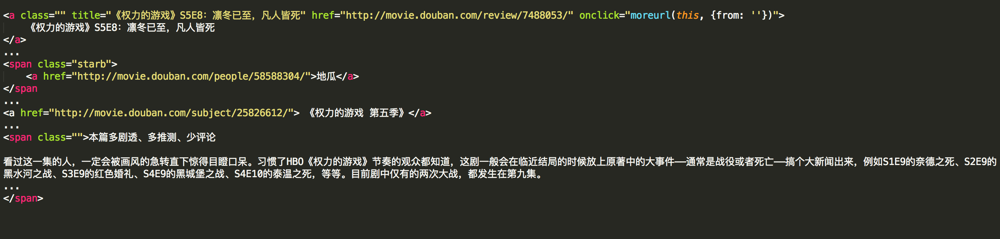 <a class="" title="《权力的游戏》S5E8：凛冬已至，凡人皆死" href="http://movie.douban.com/review/7488053/" onclick="moreurl(this, {from: ''})">
《权力的游戏》S5E8：凛冬已至，凡人皆死
</a>
...
<span class="starb">
<a href="http://movie.douban.com/people/58588304/">地瓜</a>
</span
...
<a href="http://movie.douban.com/subject/25826612/"> 《权力的游戏 第五季》</a>
...
<span class="">本篇多剧透、多推测、少评论
看过这一集的人，一定会被画风的急转直下惊得目瞪口呆。习惯了HBO《权力的游戏》节奏的观众都知道，这剧一般会在临近结局的时候放上原著中的大事件——通常是战役或者死亡——搞个大新闻出来，例如S1E9的奈德之死、S2E9的
黑水河之战、S3E9的红色婚礼、S4E9的黑城堡之战、S4E10的泰温之死，等等。目前剧中仅有的两次大战，都发生在第九集。
...
</span>